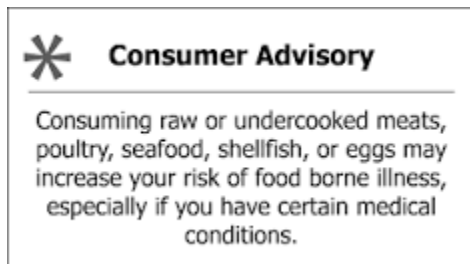 * Consumer Advisory
Consuming raw or undercooked meats,
poultry, seafood, shellfish, or eggs may
increase your risk of food borne illness,
especially if you have certain medical
conditions.